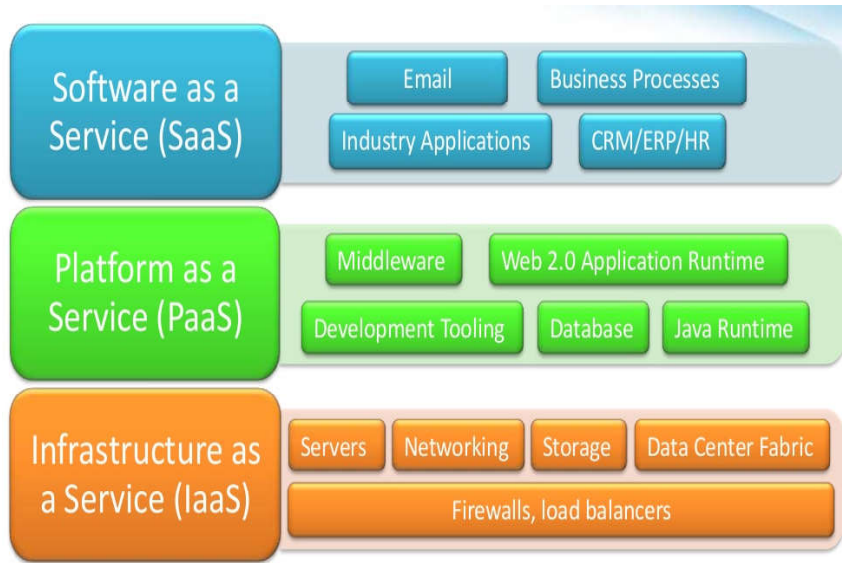 Software as a
Service (SaaS)
Email
Business Processes
Industry Applications
CRM/ERP/HR
Platform as a
Service (PaaS)
Middleware
Web 2.0 Application Runtime
Development Tooling
Database
Java Runtime
Infrastructure as
a Service (IaaS)
Servers
Networking
Storage
Data Center Fabric
Firewalls, load balancers